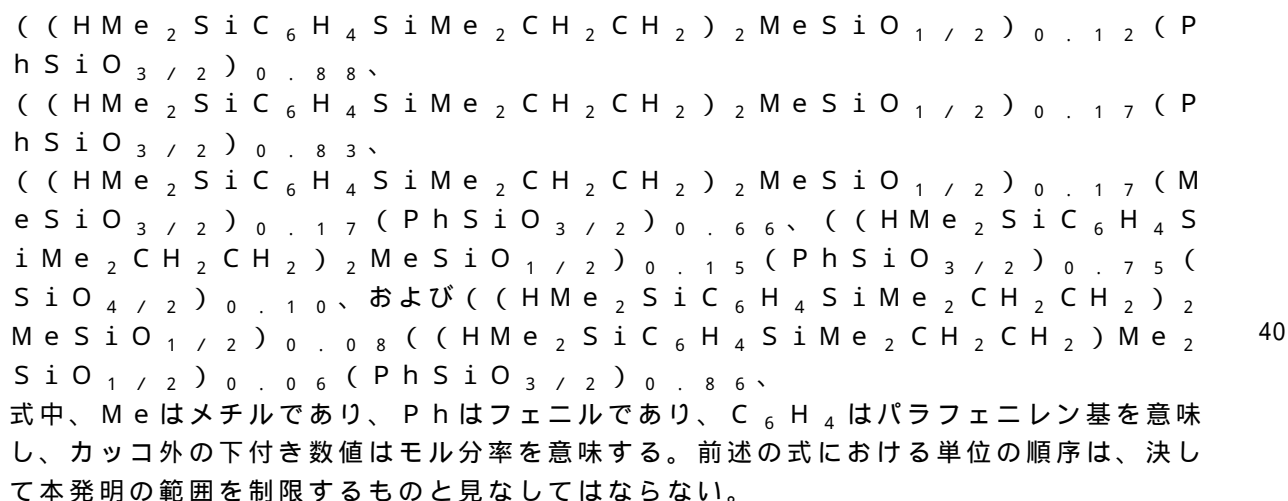 ((HMe₂SiC₆H₄SiMe₂CH₂CH₂)₂MeSiO₁/₂)₀.₁₂(P
hSiO₃/₂)₀.₈₈、
((HMe₂SiC₆H₄SiMe₂CH₂CH₂)₂MeSiO₁/₂)₀.₁₇(P
hSiO₃/₂)₀.₈₃、
((HMe₂SiC₆H₄SiMe₂CH₂CH₂)₂MeSiO₁/₂)₀.₁₇(M
eSiO₃/₂)₀.₁₇(PhSiO₃/₂)₀.₆₆、((HMe₂SiC₆H₄S
iMe₂CH₂CH₂)₂MeSiO₁/₂)₀.₁₅(PhSiO₃/₂)₀.₇₅(
SiO₄/₂)₀.₁₀、および((HMe₂SiC₆H₄SiMe₂CH₂CH₂)₂
MeSiO₁/₂)₀.₀₈((HMe₂SiC₆H₄SiMe₂CH₂CH₂)Me₂ 40
SiO₁/₂)₀.₀₆(PhSiO₃/₂)₀.₈₆、
式中、Meはメチルであり、Phはフェニルであり、C₆H₄はパラフェニレン基を意味
し、カッコ外の下付き数値はモル分率を意味する。前述の式における単位の順序は、決し
て本発明の範囲を制限するものと見なしてはならない。